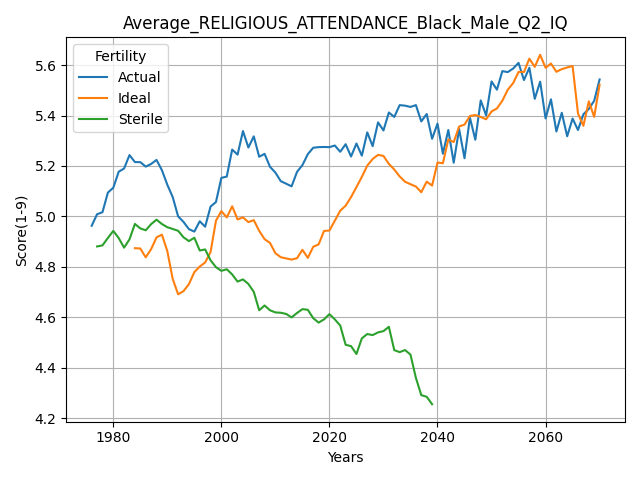 Average_RELIGIOUS_ATTENDANCE_Black_Male_Q2_IQ
Fertility
Actual
Ideal
Sterile
Score(1-9)
5.6
5.4
5.2
5.0
4.8
4.6
4.4
4.2
1980 2000 2020 2040 2060
Years